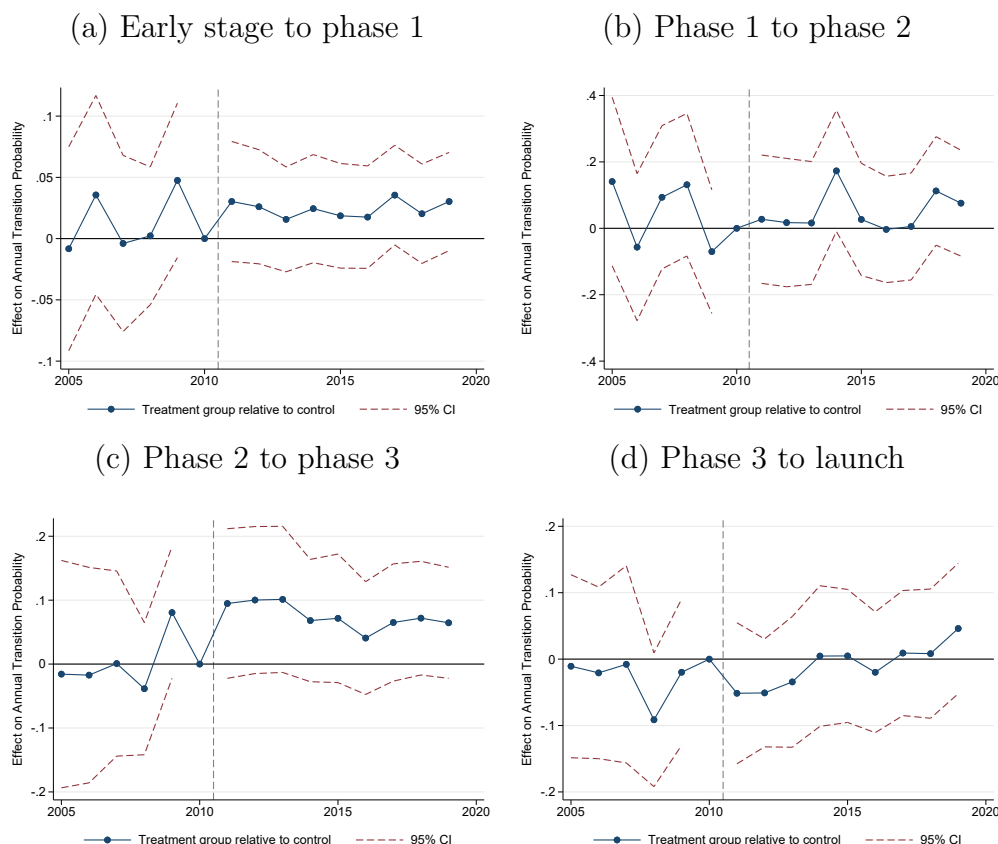 (a) Early stage to phase 1
Effect on Annual Transition Probability
.1
.05
0
-.05
-.1
2005 2010 2015 2020
Treatment group relative to control 95% CI
(b) Phase 1 to phase 2
Effect on Annual Transition Probability
.4
.2
0
-.2
-.4
2005 2010 2015 2020
Treatment group relative to control 95% CI
(c) Phase 2 to phase 3
Effect on Annual Transition Probability
.2
.1
0
-.1
-.2
2005 2010 2015 2020
Treatment group relative to control 95% CI
(d) Phase 3 to launch
Effect on Annual Transition Probability
.2
.1
0
-.1
-.2
2005 2010 2015 2020
Treatment group relative to control 95% CI